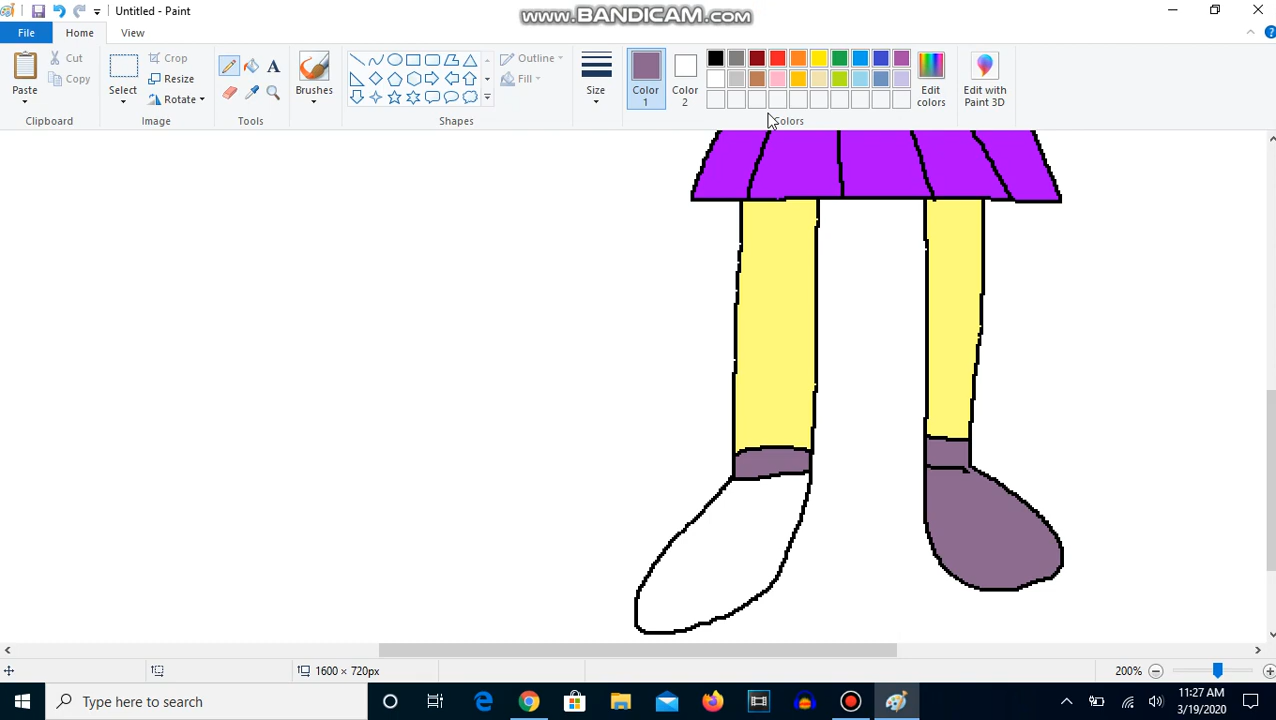 Untitled - Paint
www.BANDICAM.com
File
Home
View
Paste
Cut
Copy
Clipboard
Select
Crop
Resize
Rotate
Image
Tools
Brushes
Shapes
Outline
Fill
Size
Color 1
Color 2
Colors
Edit colors
Edit with Paint 3D
1600 × 720px
200%
Type here to search
11:27 AM
3/19/2020